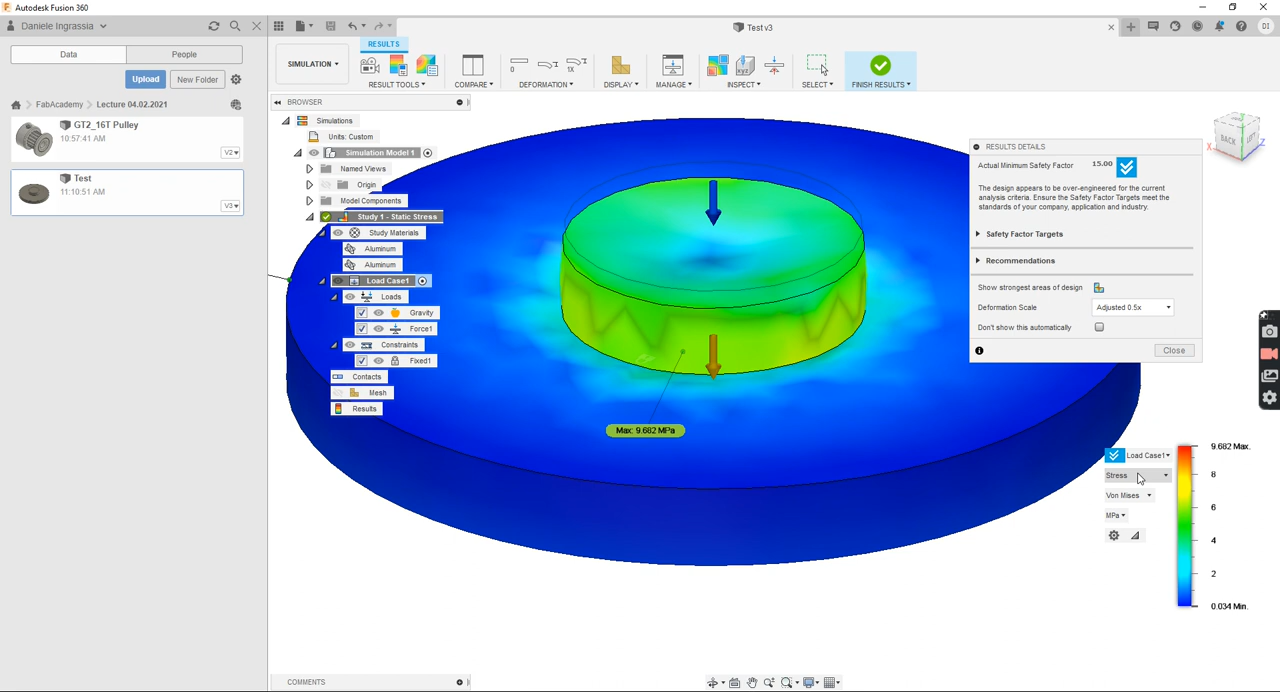 Autodesk Fusion 360
Daniele Ingrassia
Test v3
DI
Data
People
Upload
New Folder
FabAcademy
Lecture 04.02.2021
GT2_16T Pulley
10:57:41 AM
V2
Test
11:10:51 AM
V3
RESULTS
SIMULATION
RESULT TOOLS
COMPARE
DEFORMATION
DISPLAY
MANAGE
INSPECT
SELECT
FINISH RESULTS
0
1X
BROWSER
Simulations
Units: Custom
Simulation Model 1
Named Views
Origin
Model Components
Study 1 - Static Stress
Study Materials
Aluminum
Aluminum
Load Case1
Loads
Gravity
Force1
Constraints
Fixed1
Contacts
Mesh
Results
Max: 9.682 MPa
BACK
LEFT
X
Z
RESULTS DETAILS
Actual Minimum Safety Factor 15.00
The design appears to be over-engineered for the current
analysis criteria. Ensure the Safety Factor Targets meet the
standards of your company, application and industry.
Safety Factor Targets
Recommendations
Show strongest areas of design
Deformation Scale Adjusted 0.5x
Don't show this automatically
Close
Load Case1
Stress
Von Mises
MPa
9.682 Max.
8
6
4
2
0.034 Min.
COMMENTS